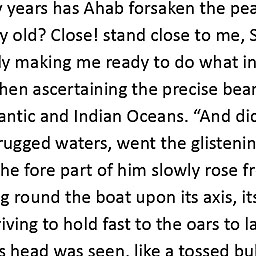 years has Ahab forsaken the pea
y old? Close! stand close to me, S
ly making me ready to do what in
hen ascertaining the precise bear
antic and Indian Oceans. “And dic
rugged waters, went the glistenin
he fore part of him slowly rose fr
g round the boat upon its axis, its
iving to hold fast to the oars to la
s head was seen, like a tossed bu